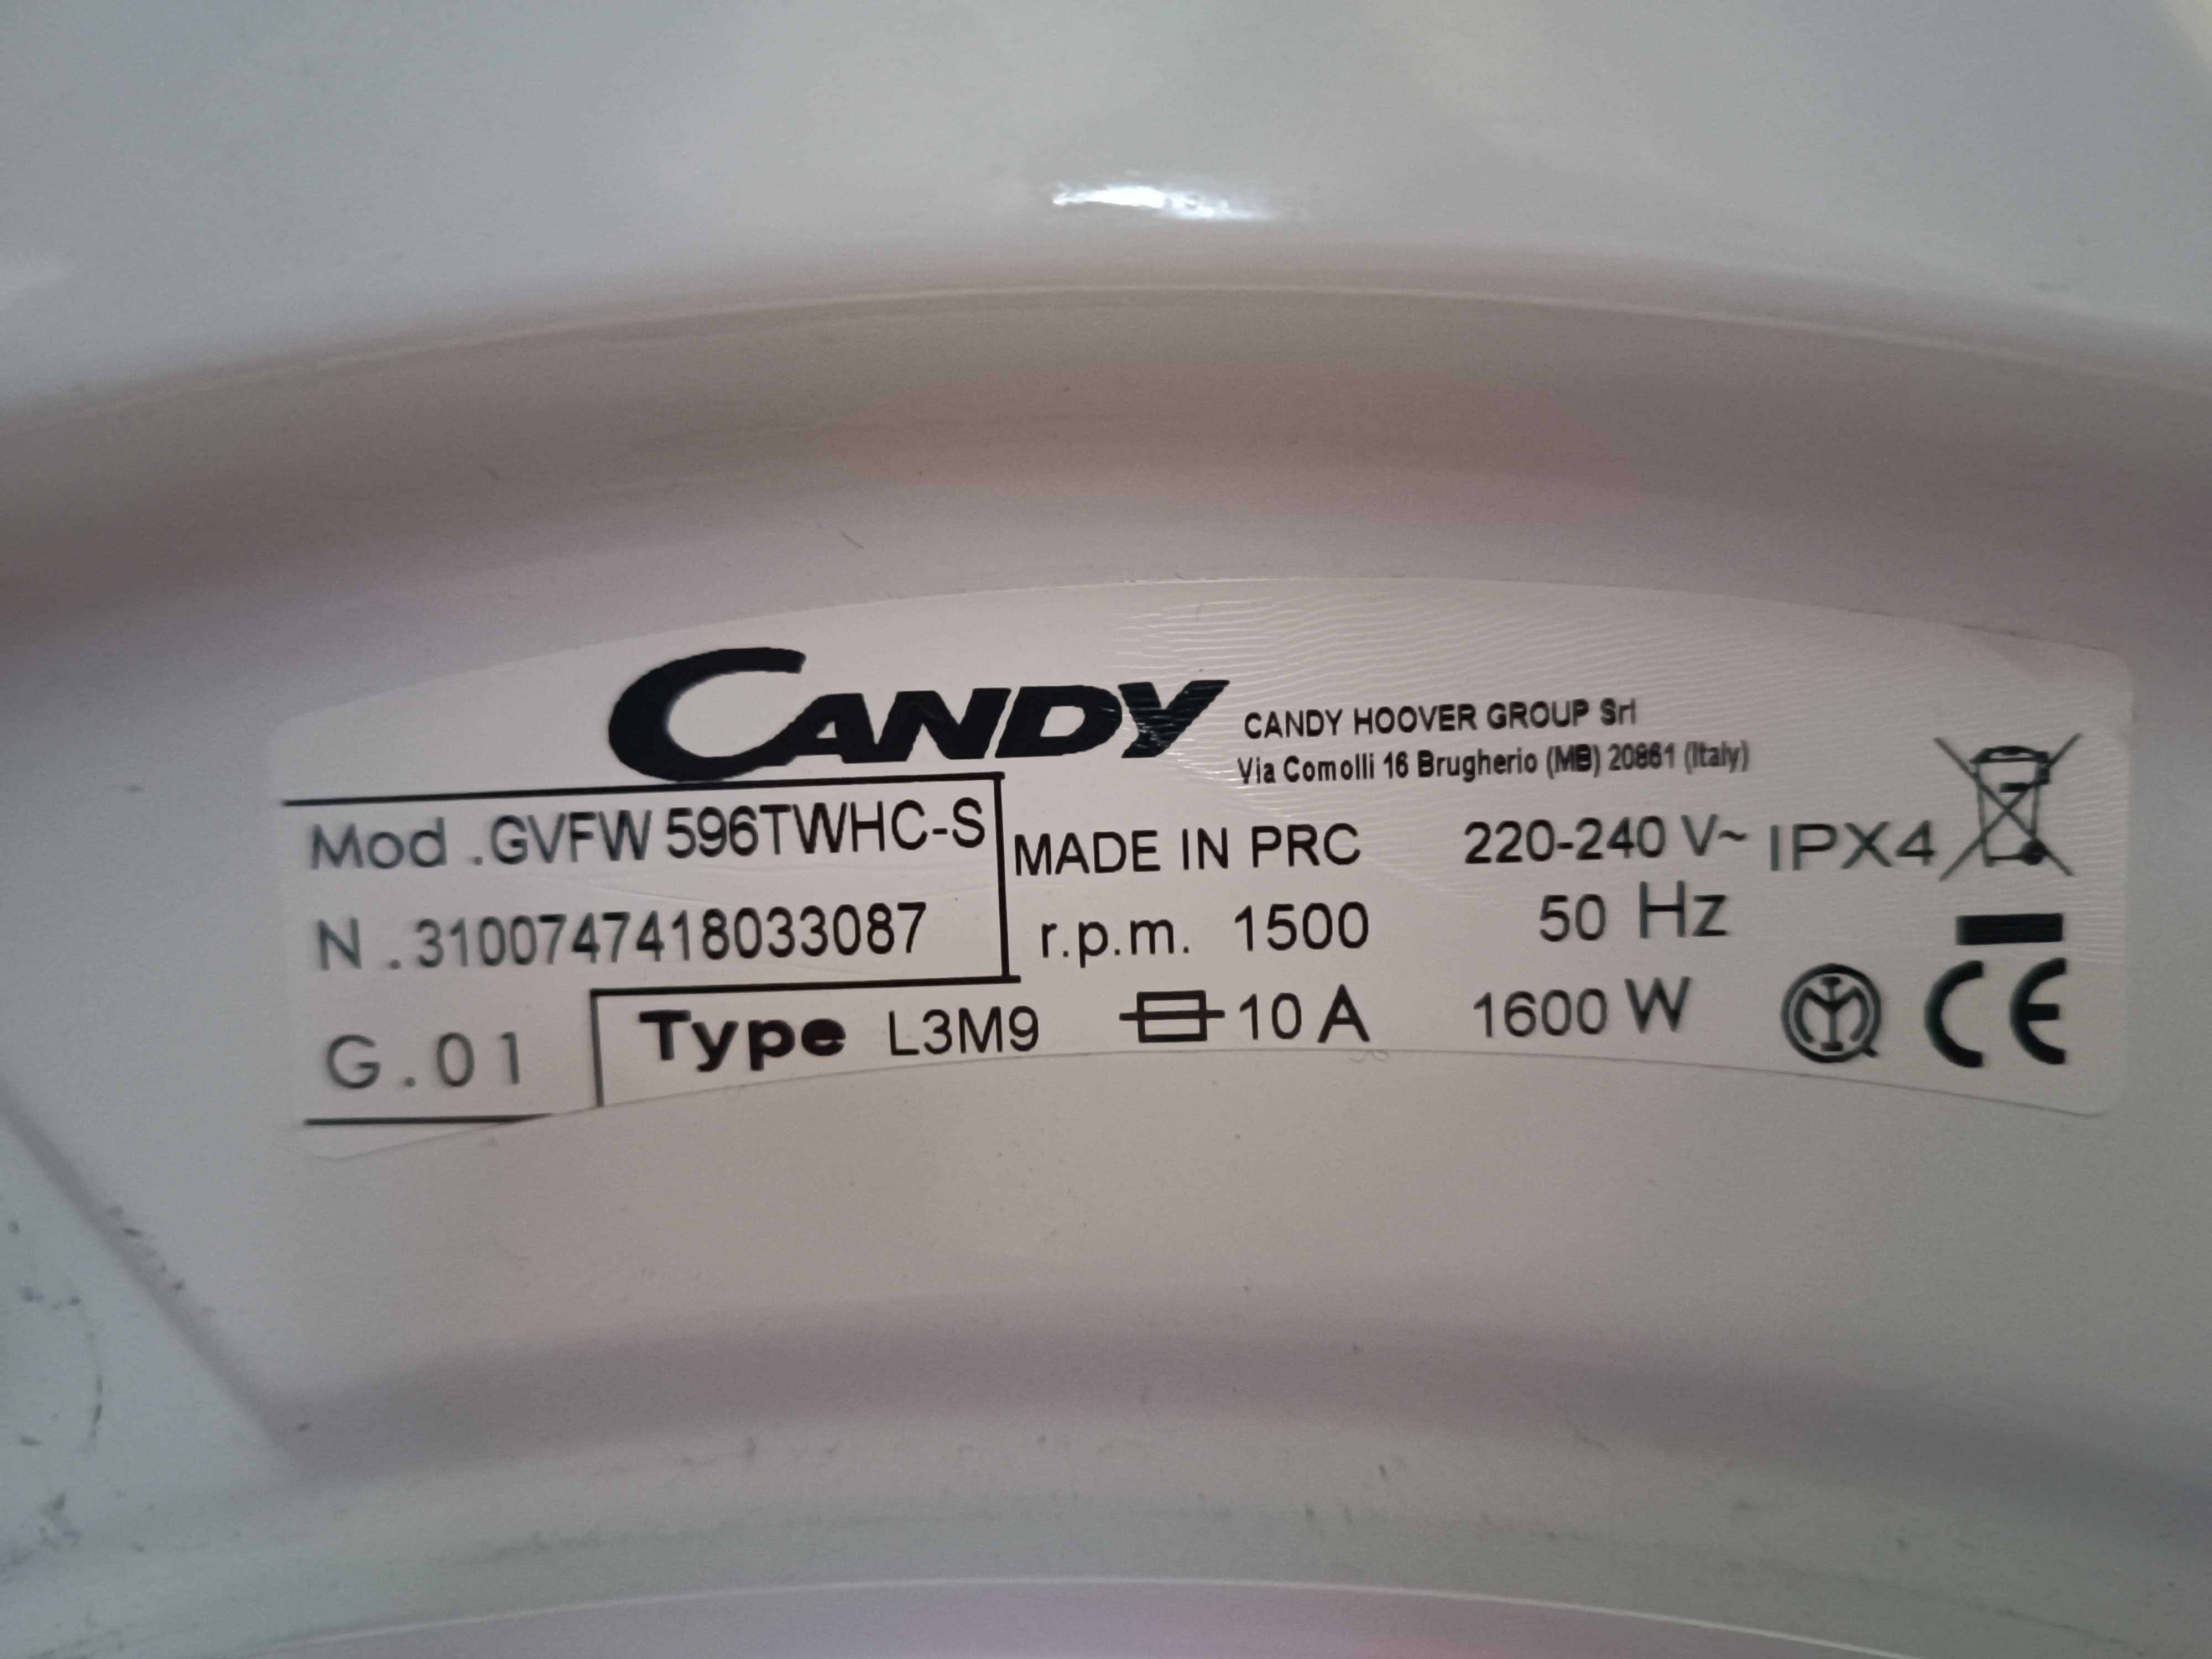 CANDY
CANDY HOOVER GROUP Srl
Via Comolli 16 Brugherio (MB) 20861 (Italy)
Mod .GVFW 596TWHC-S
N .3100747418033087
G.01
Type L3M9
MADE IN PRC
r.p.m. 1500
10 A
220-240 V~ IPX4
50 Hz
1600 W
CE